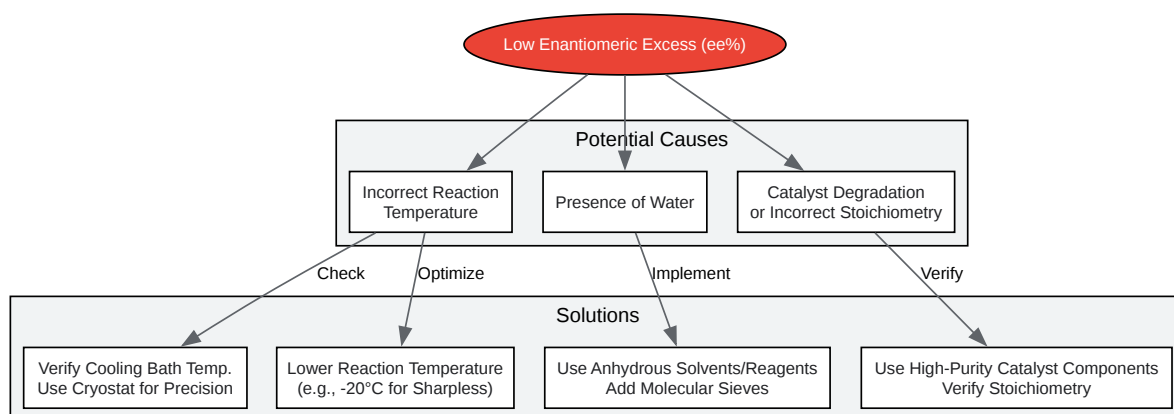 Low Enantiomeric Excess (ee%)
Potential Causes
Incorrect Reaction
Temperature
Presence of Water
Catalyst Degradation
or Incorrect Stoichiometry
Check
Optimize
Implement
Verify
Solutions
Verify Cooling Bath Temp.
Use Cryostat for Precision
Lower Reaction Temperature
(e.g., -20°C for Sharpless)
Use Anhydrous Solvents/Reagents
Add Molecular Sieves
Use High-Purity Catalyst Components
Verify Stoichiometry